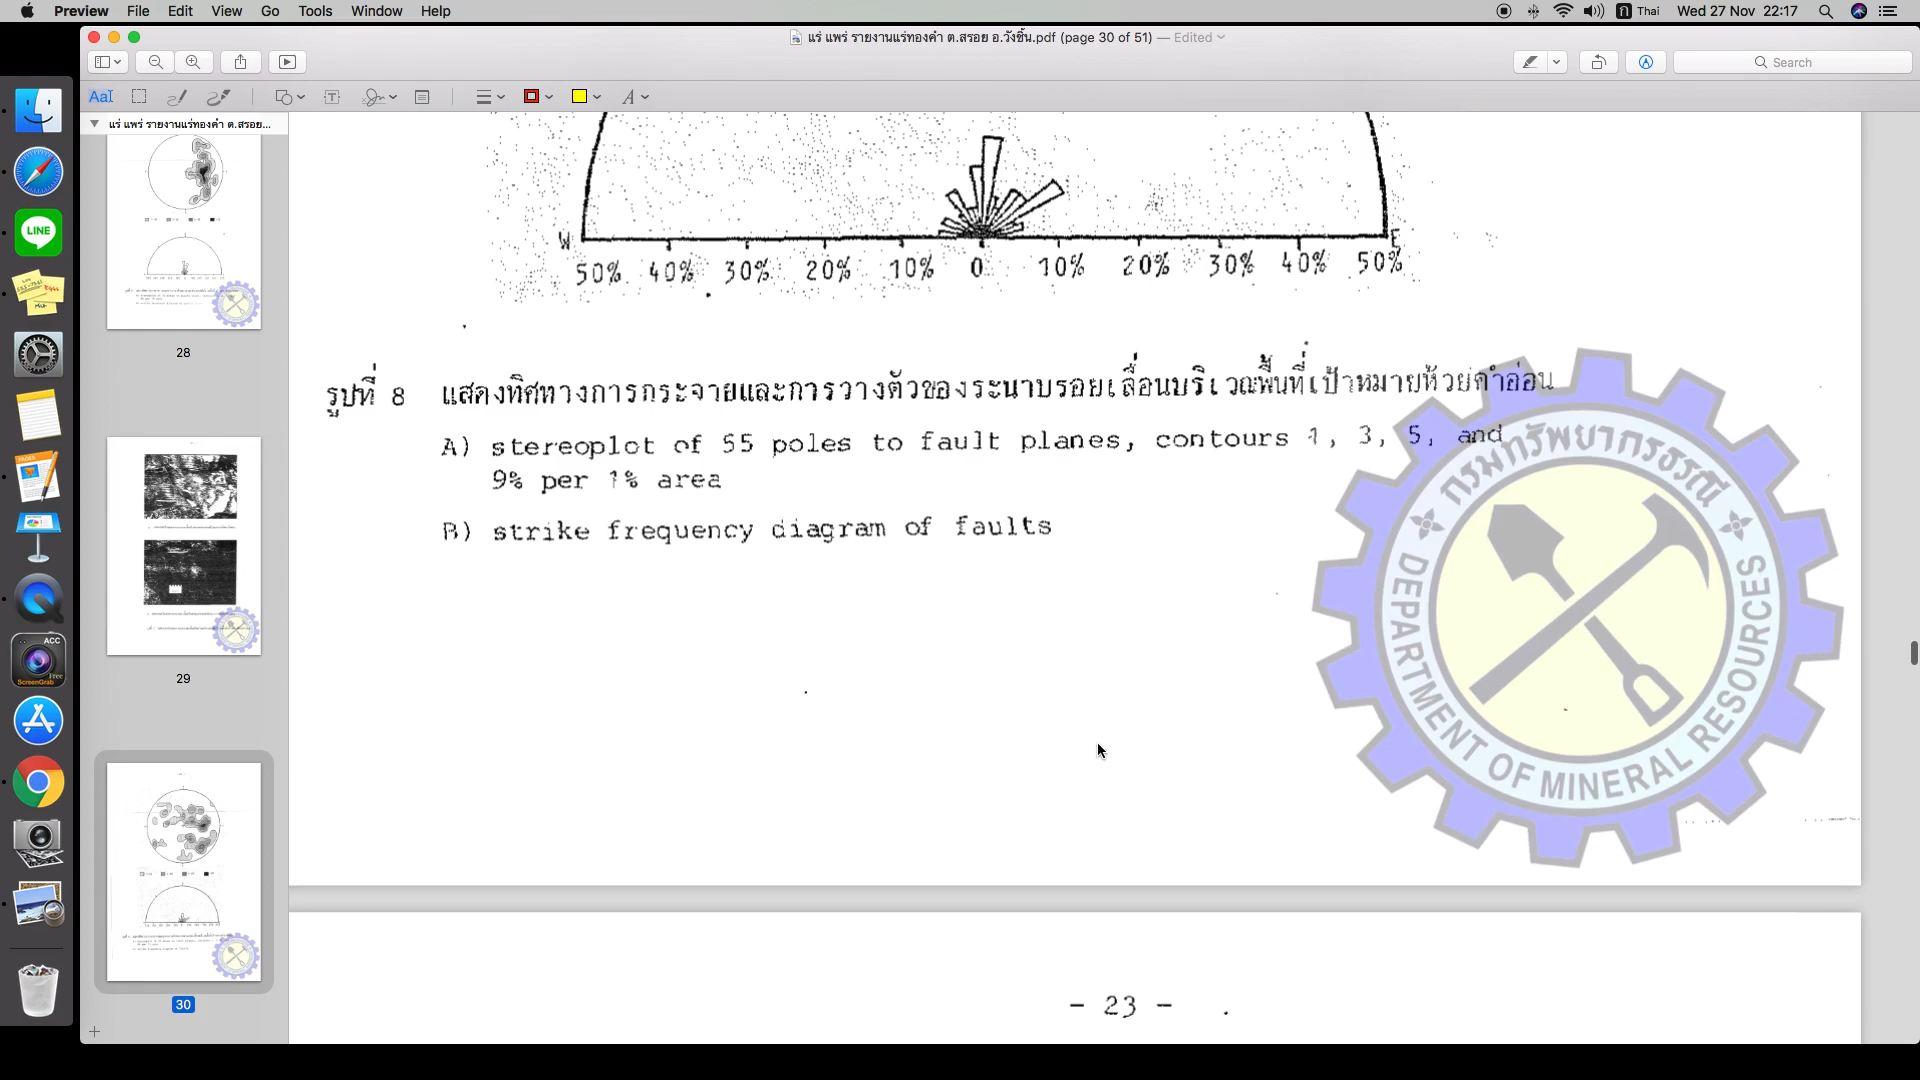 Preview File Edit View Go Tools Window Help
Thai Wed 27 Nov 22:17
แร่ แพร่ รายงานแร่ทองคำ ต.สรอย อ.วังชิ้น.pdf (page 30 of 51) — Edited
Search
แร่ แพร่ รายงานแร่ทองคำ ต.สรอย...
28
29
30
W E
50% 40% 30% 20% 10% 0 10% 20% 30% 40% 50%
รูปที่ 8 แสดงทิศทางการกระจายและการวางตัวของระนาบรอยเลื่อนบริเวณพื้นที่เป้าหมายห้วยคำอ่อน
A) stereoplot of 55 poles to fault planes, contours 1, 3, 5, and
9% per 1% area
B) strike frequency diagram of faults
กรมทรัพยากรธรณี
DEPARTMENT OF MINERAL RESOURCES
- 23 -
LINE
PAGES
ACC
ScreenGrab
Free